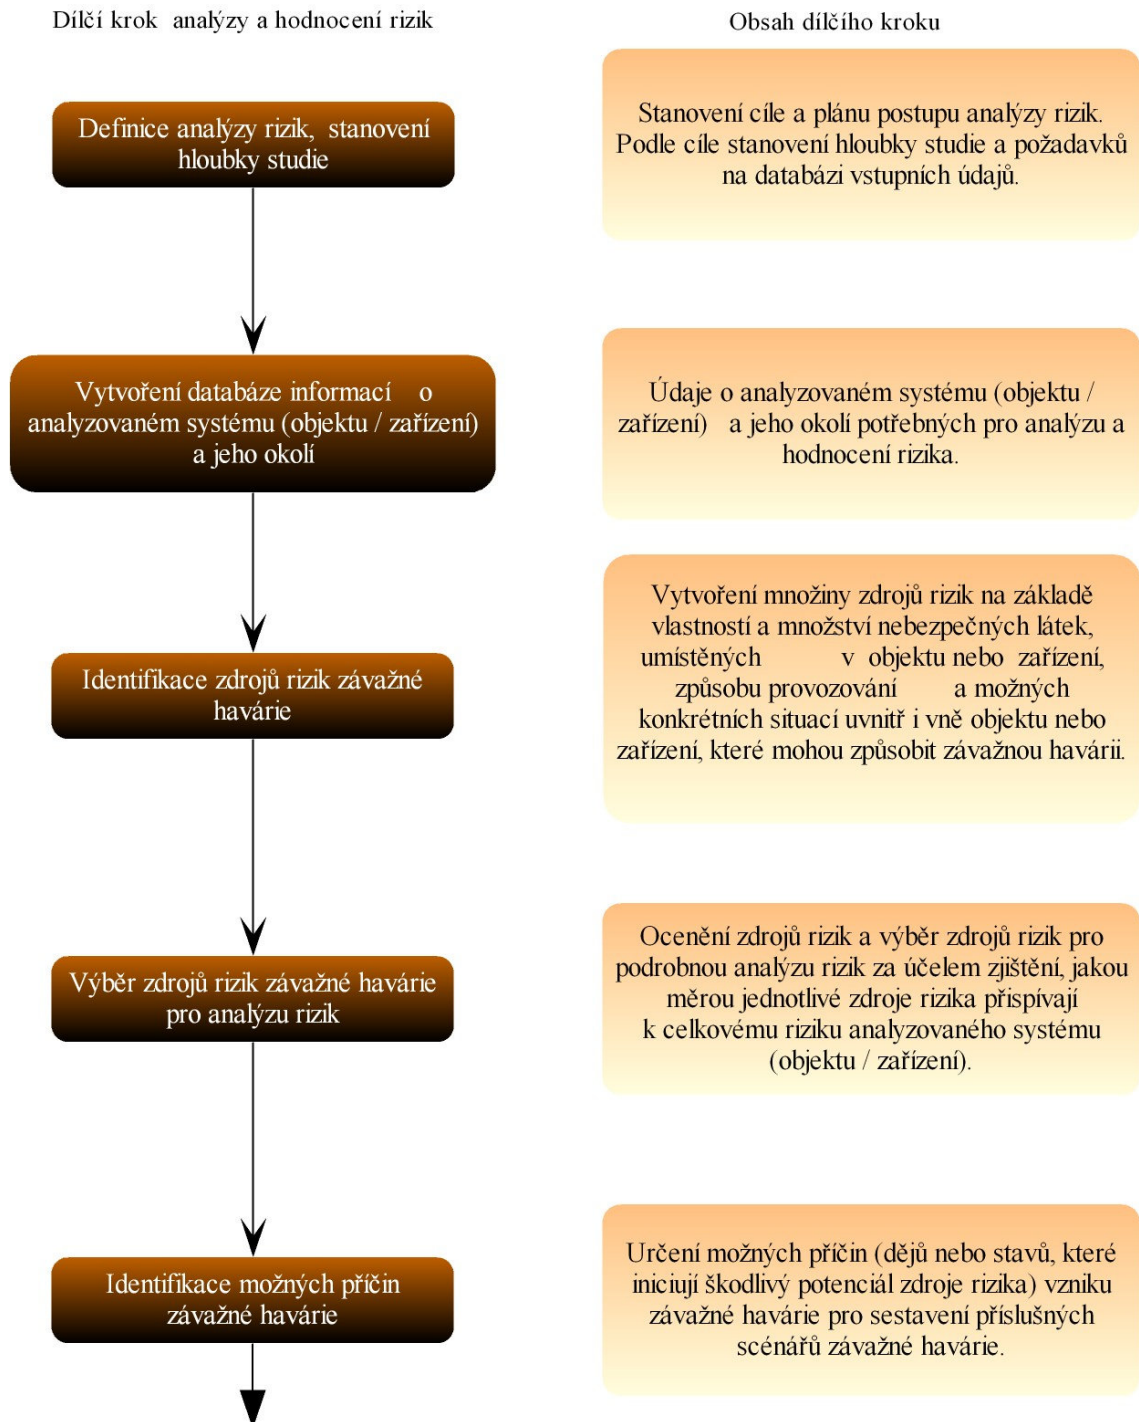 Dílčí krok analýzy a hodnocení rizik
Obsah dílčího kroku
Definice analýzy rizik, stanovení
hloubky studie
Stanovení cíle a plánu postupu analýzy rizik.
Podle cíle stanovení hloubky studie a požadavků
na databázi vstupních údajů.
Vytvoření databáze informací o
analyzovaném systému (objektu / zařízení)
a jeho okolí
Údaje o analyzovaném systému (objektu /
zařízení) a jeho okolí potřebných pro analýzu a
hodnocení rizika.
Identifikace zdrojů rizik závažné
havárie
Vytvoření množiny zdrojů rizik na základě
vlastností a množství nebezpečných látek,
umístěných v objektu nebo zařízení,
způsobu provozování a možných
konkrétních situací uvnitř i vně objektu nebo
zařízení, které mohou způsobit závažnou havárii.
Výběr zdrojů rizik závažné havárie
pro analýzu rizik
Ocenění zdrojů rizik a výběr zdrojů rizik pro
podrobnou analýzu rizik za účelem zjištění, jakou
měrou jednotlivé zdroje rizika přispívají
k celkovému riziku analyzovaného systému
(objektu / zařízení).
Identifikace možných příčin
závažné havárie
Určení možných příčin (dějů nebo stavů, které
iniciují škodlivý potenciál zdroje rizika) vzniku
závažné havárie pro sestavení příslušných
scénářů závažné havárie.